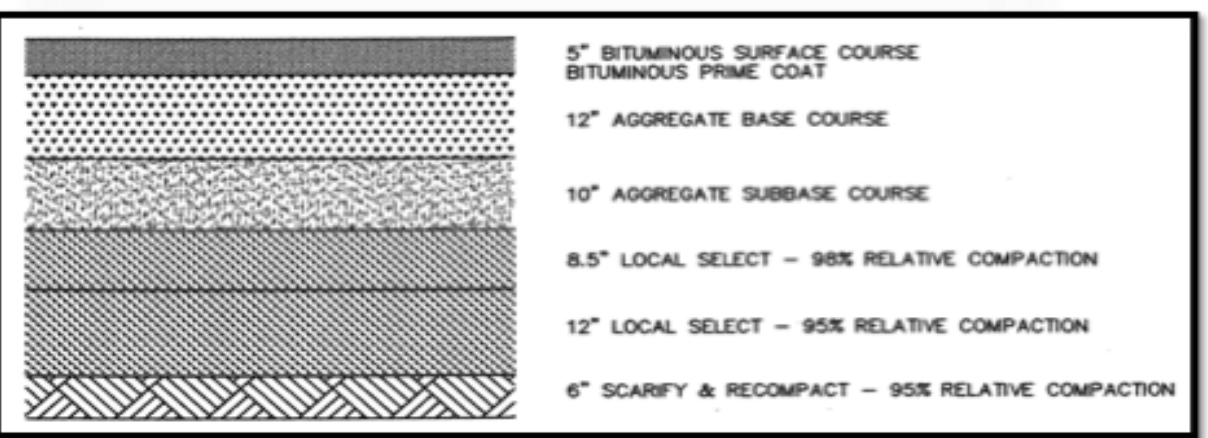 5" BITUMINOUS SURFACE COURSE
BITUMINOUS PRIME COAT
12" AGGREGATE BASE COURSE
10" AGGREGATE SUBBASE COURSE
8.5" LOCAL SELECT – 98% RELATIVE COMPACTION
12" LOCAL SELECT – 95% RELATIVE COMPACTION
6" SCARIFY & RECOMPACT – 95% RELATIVE COMPACTION